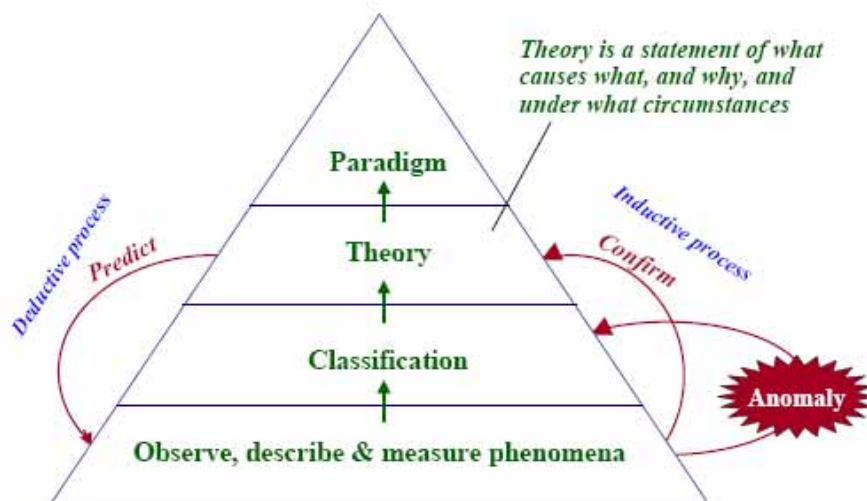 Theory is a statement of what
causes what, and why, and
under what circumstances
Paradigm
Deductive process
Predict
Theory
Confirm
Inductive process
Classification
Anomaly
Observe, describe & measure phenomena